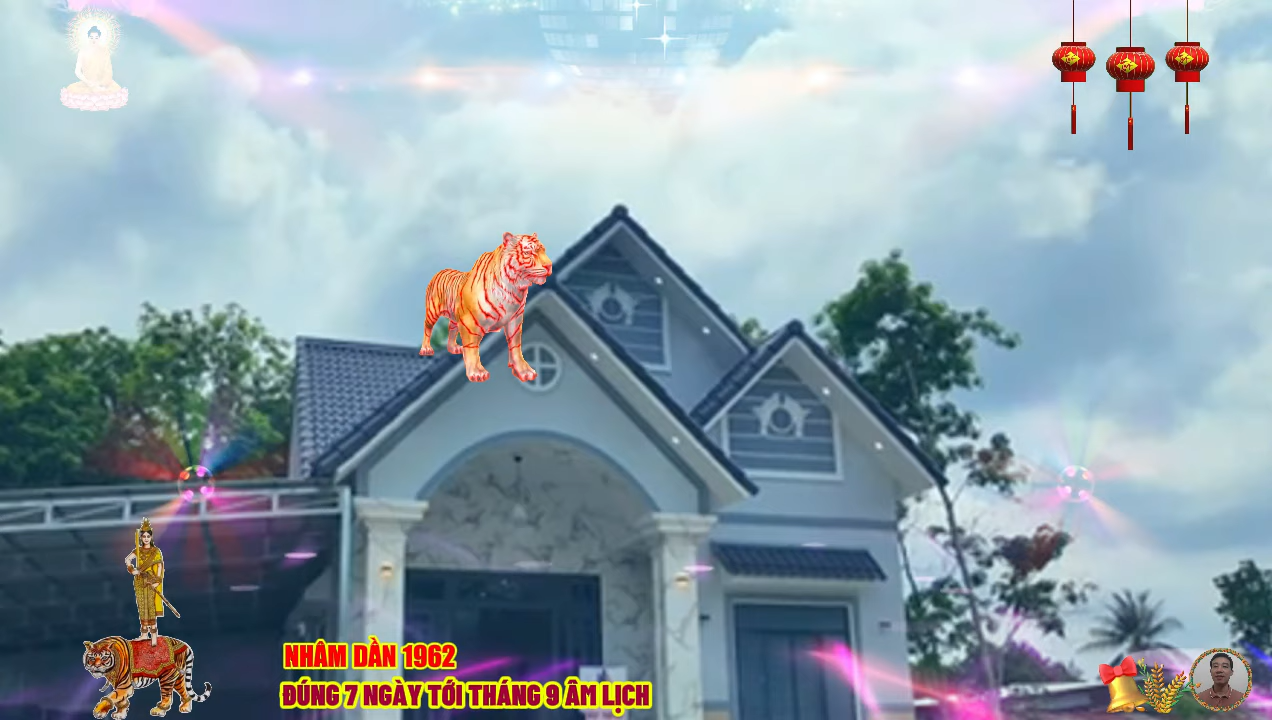 NHÂM DẦN 1962
ĐÚNG 7 NGÀY TỚI THÁNG 9 ÂM LỊCH